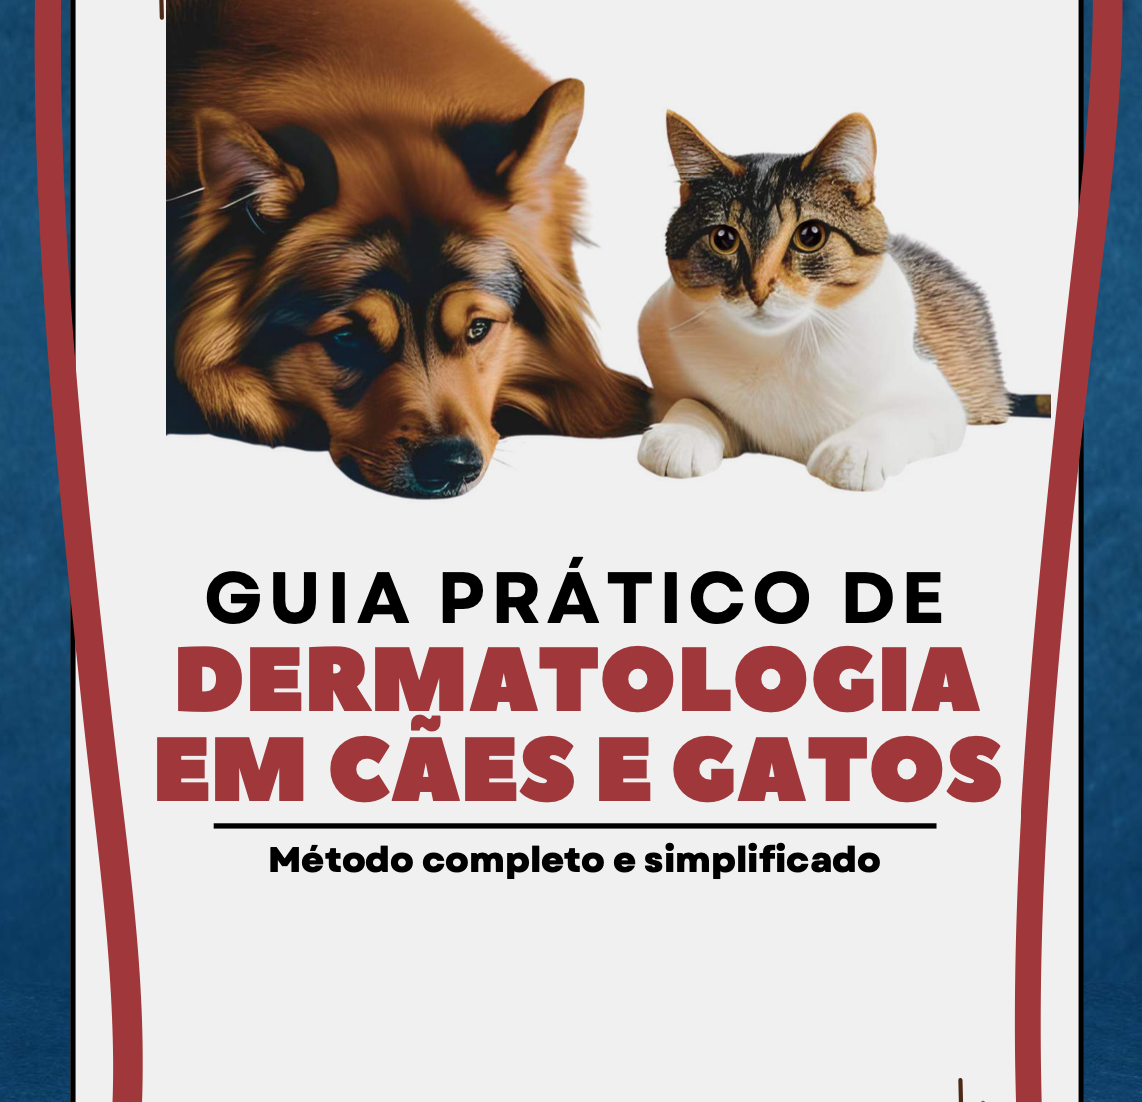 GUIA PRÁTICO DE
DERMATOLOGIA
EM CÃES E GATOS
Método completo e simplificado